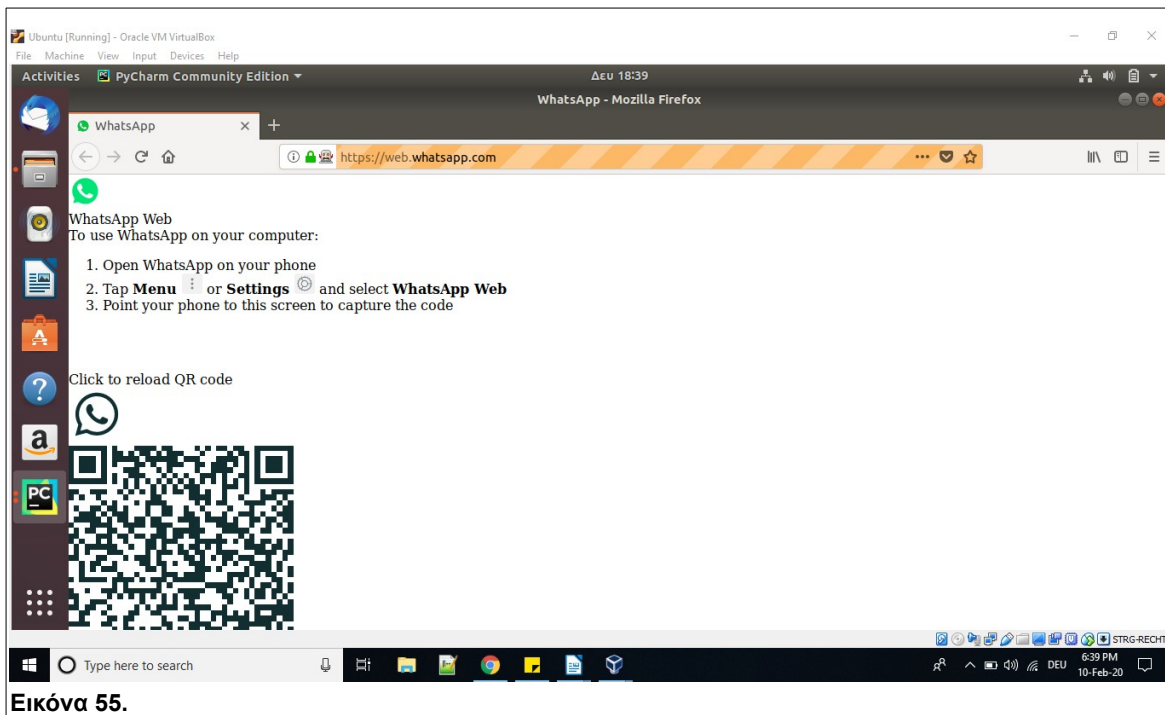 Ubuntu [Running] - Oracle VM VirtualBox
File Machine View Input Devices Help
Activities PyCharm Community Edition Δευ 18:39
WhatsApp - Mozilla Firefox
WhatsApp
https://web.whatsapp.com
WhatsApp Web
To use WhatsApp on your computer:
1. Open WhatsApp on your phone
2. Tap Menu or Settings and select WhatsApp Web
3. Point your phone to this screen to capture the code
Click to reload QR code
STRG-RECHT
Type here to search DEU 6:39 PM
10-Feb-20
Εικόνα 55.